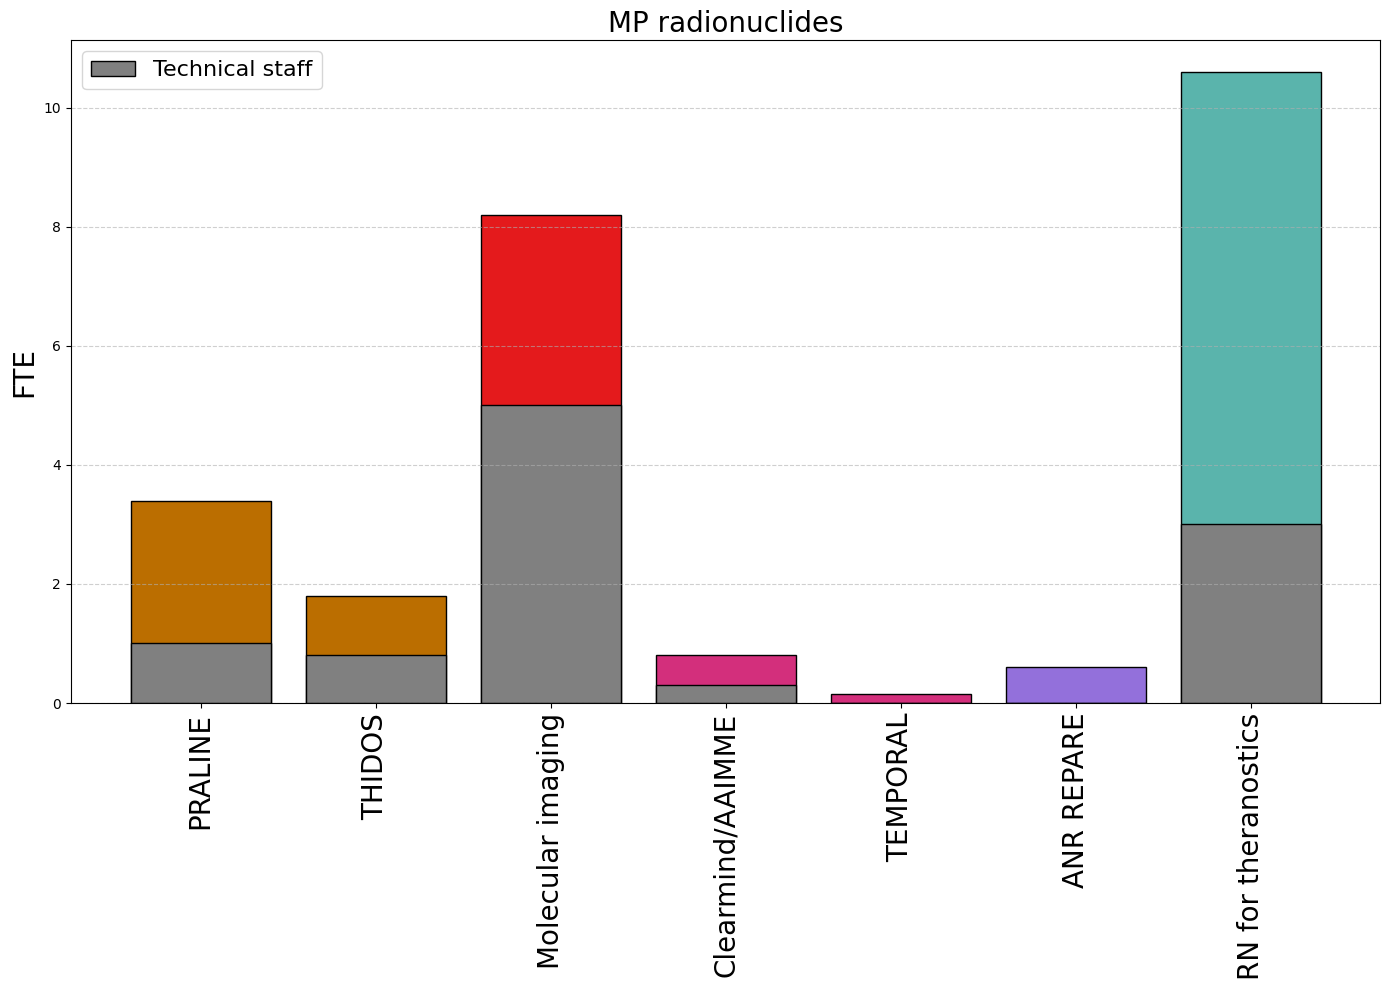 MP radionuclides
Technical staff
FTE
10
8
6
4
2
0
PRALINE
THIDOS
Molecular imaging
Clearmind/AAIMME
TEMPORAL
ANR REPARE
RN for theranostics